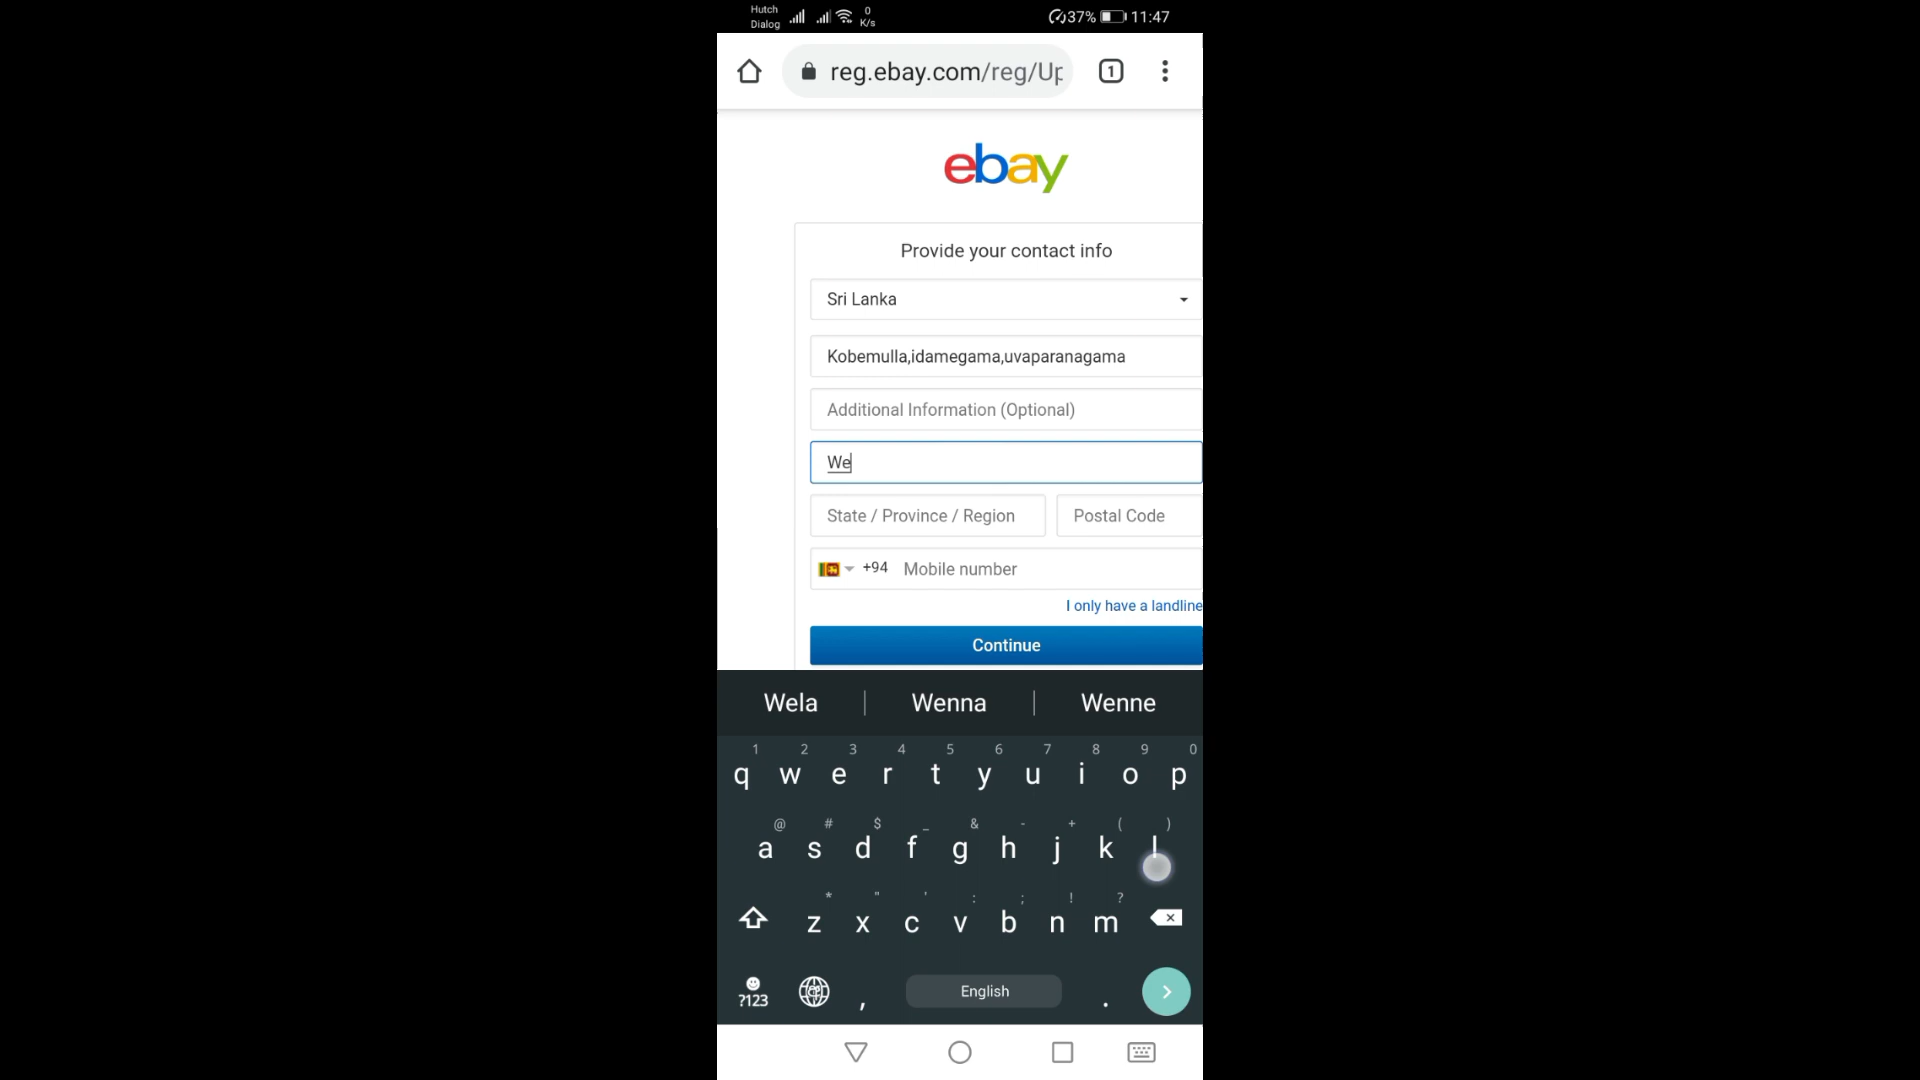 Hutch
Dialog
0
K/s
37%
11:47
reg.ebay.com/reg/Up
1
ebay
Provide your contact info
Sri Lanka
Kobemulla,idamegama,uvaparanagama
Additional Information (Optional)
We
State / Province / Region
Postal Code
+94
Mobile number
I only have a landline
Continue
Wela
Wenna
Wenne
1 2 3 4 5 6 7 8 9 0
q w e r t y u i o p
@ # $ _ & - + ( )
a s d f g h j k l
* " ' : ; ! ?
z x c v b n m
?123 , English .